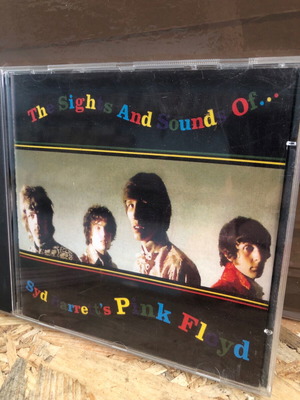 The Sights And Sounds Of...
Syd Barrett's Pink Floyd